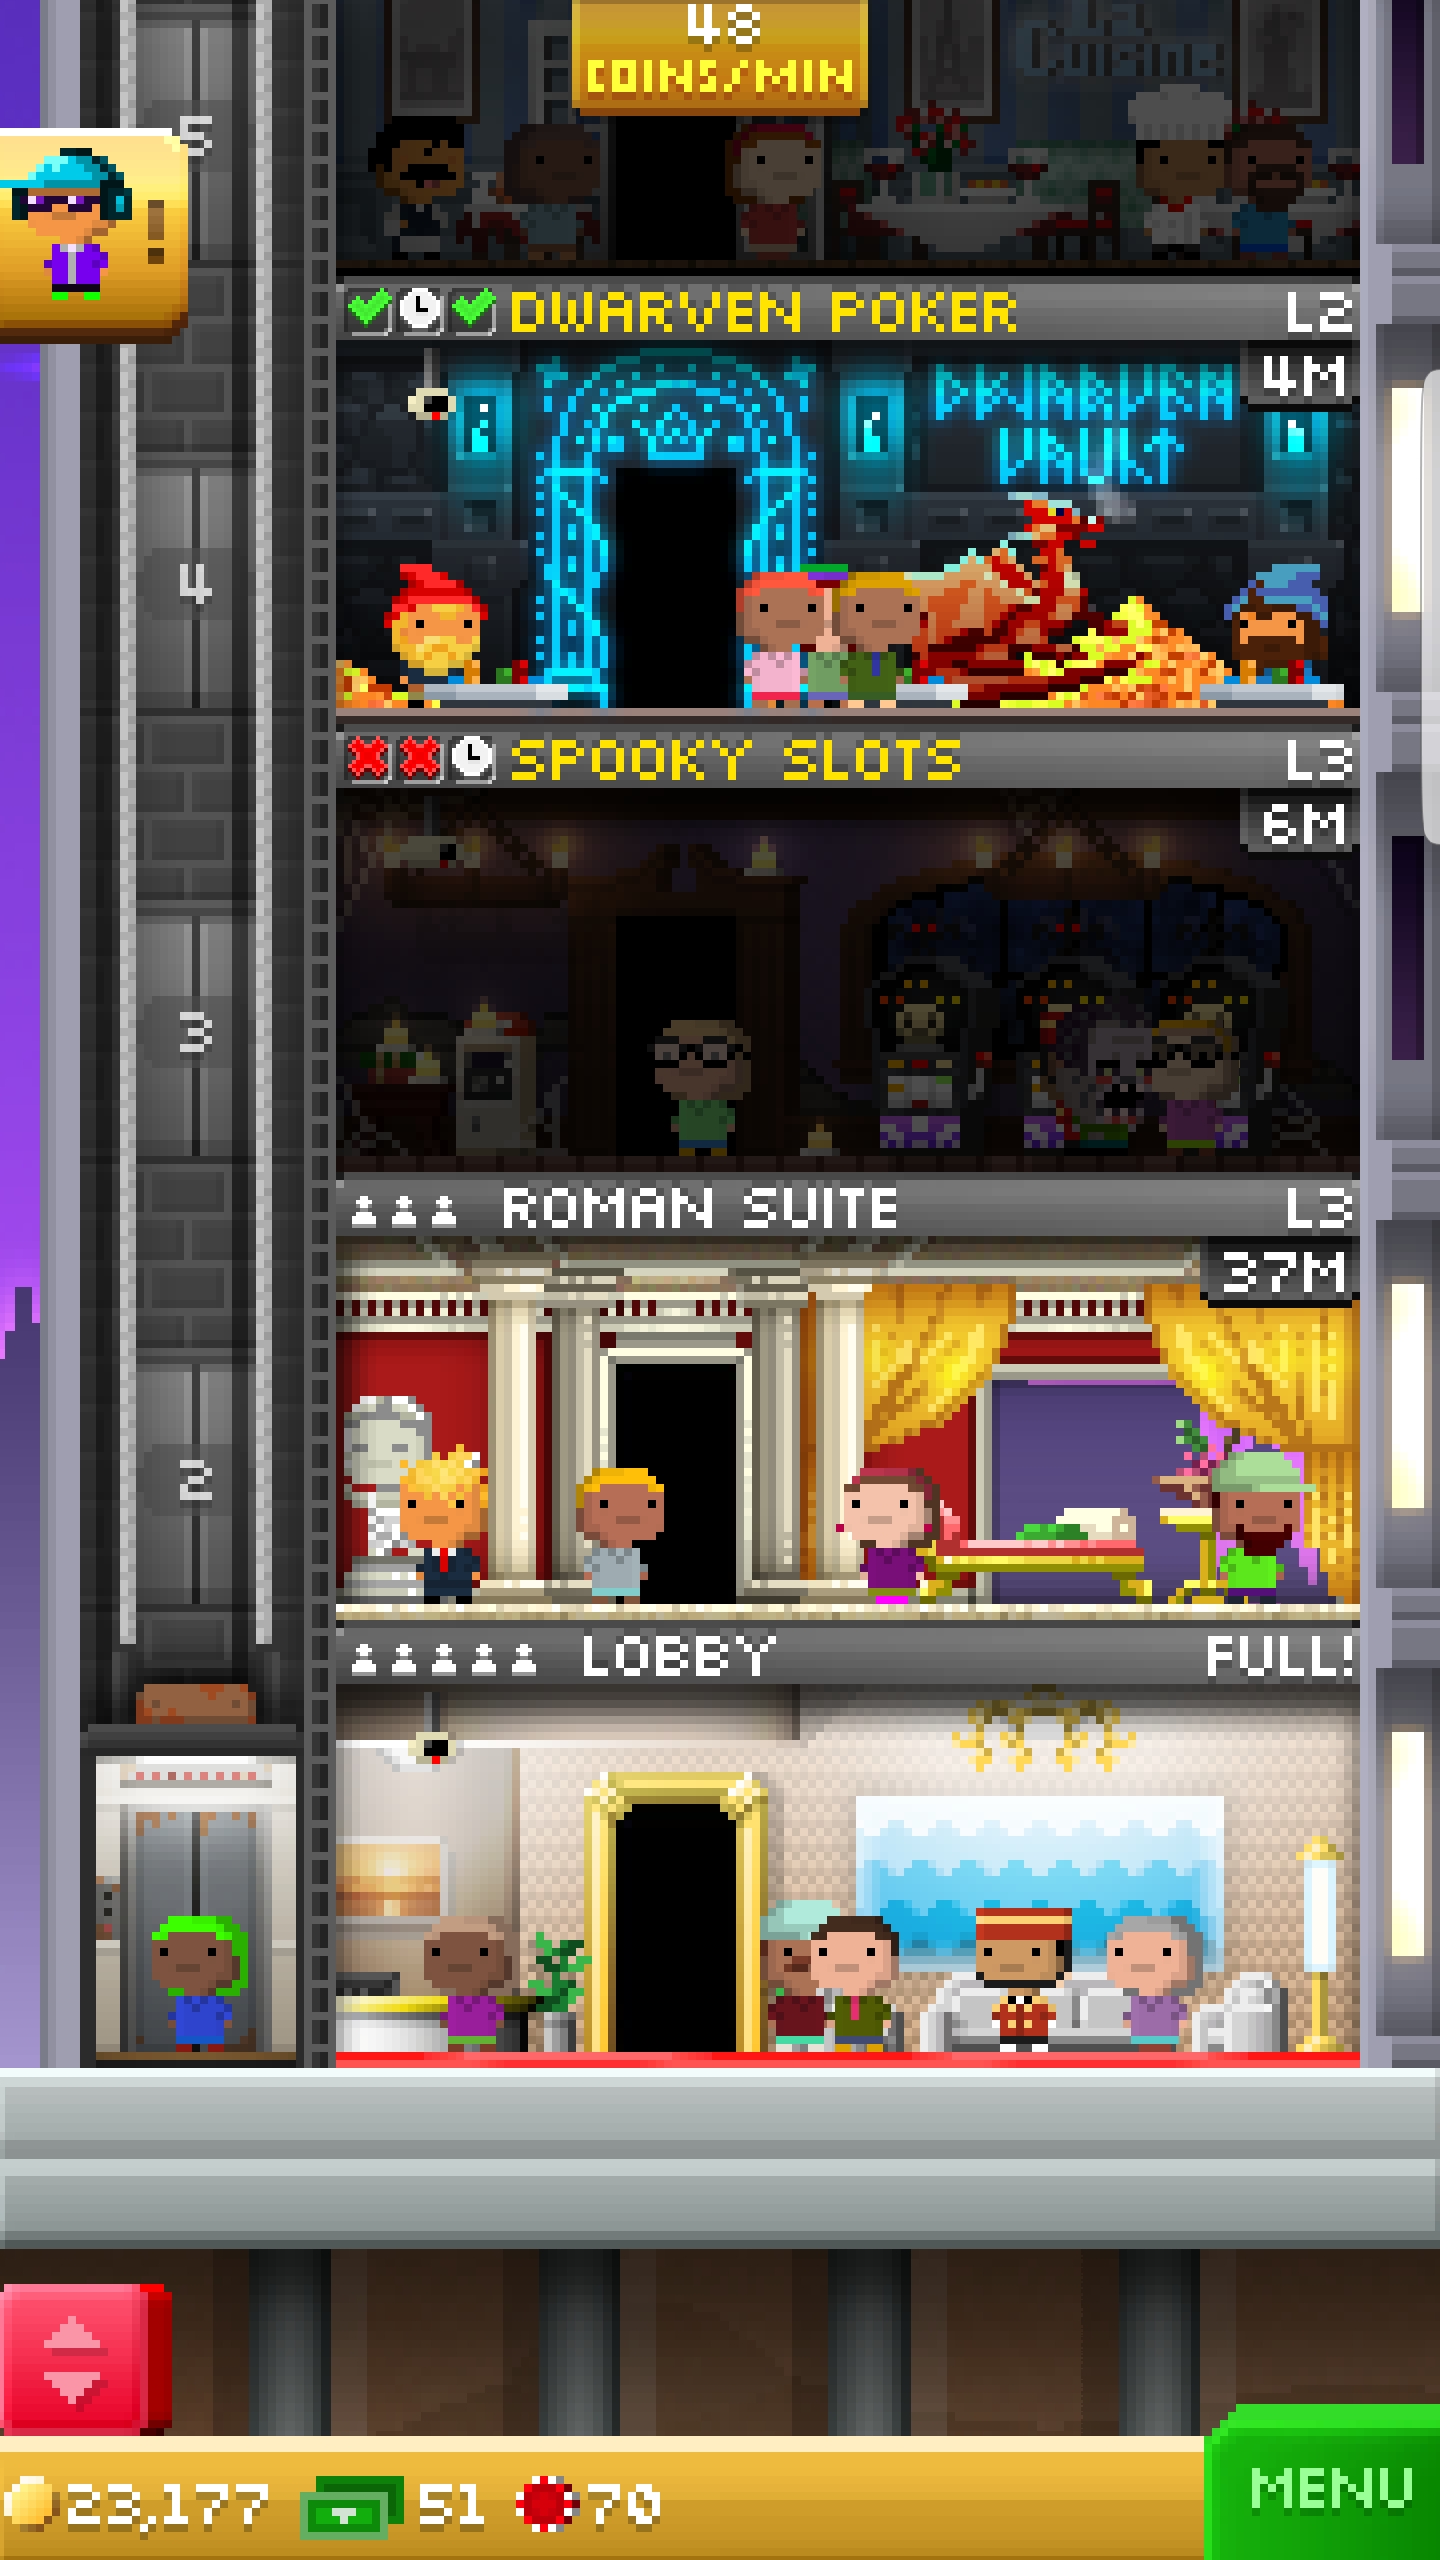 48
COINS/MIN
La
Cuisine
5
!
DWARVEN POKER L2
4M
DWARVEN
VAULT
4
SPOOKY SLOTS L3
6M
3
ROMAN SUITE L3
37M
2
LOBBY FULL!
23,177 51 70
MENU